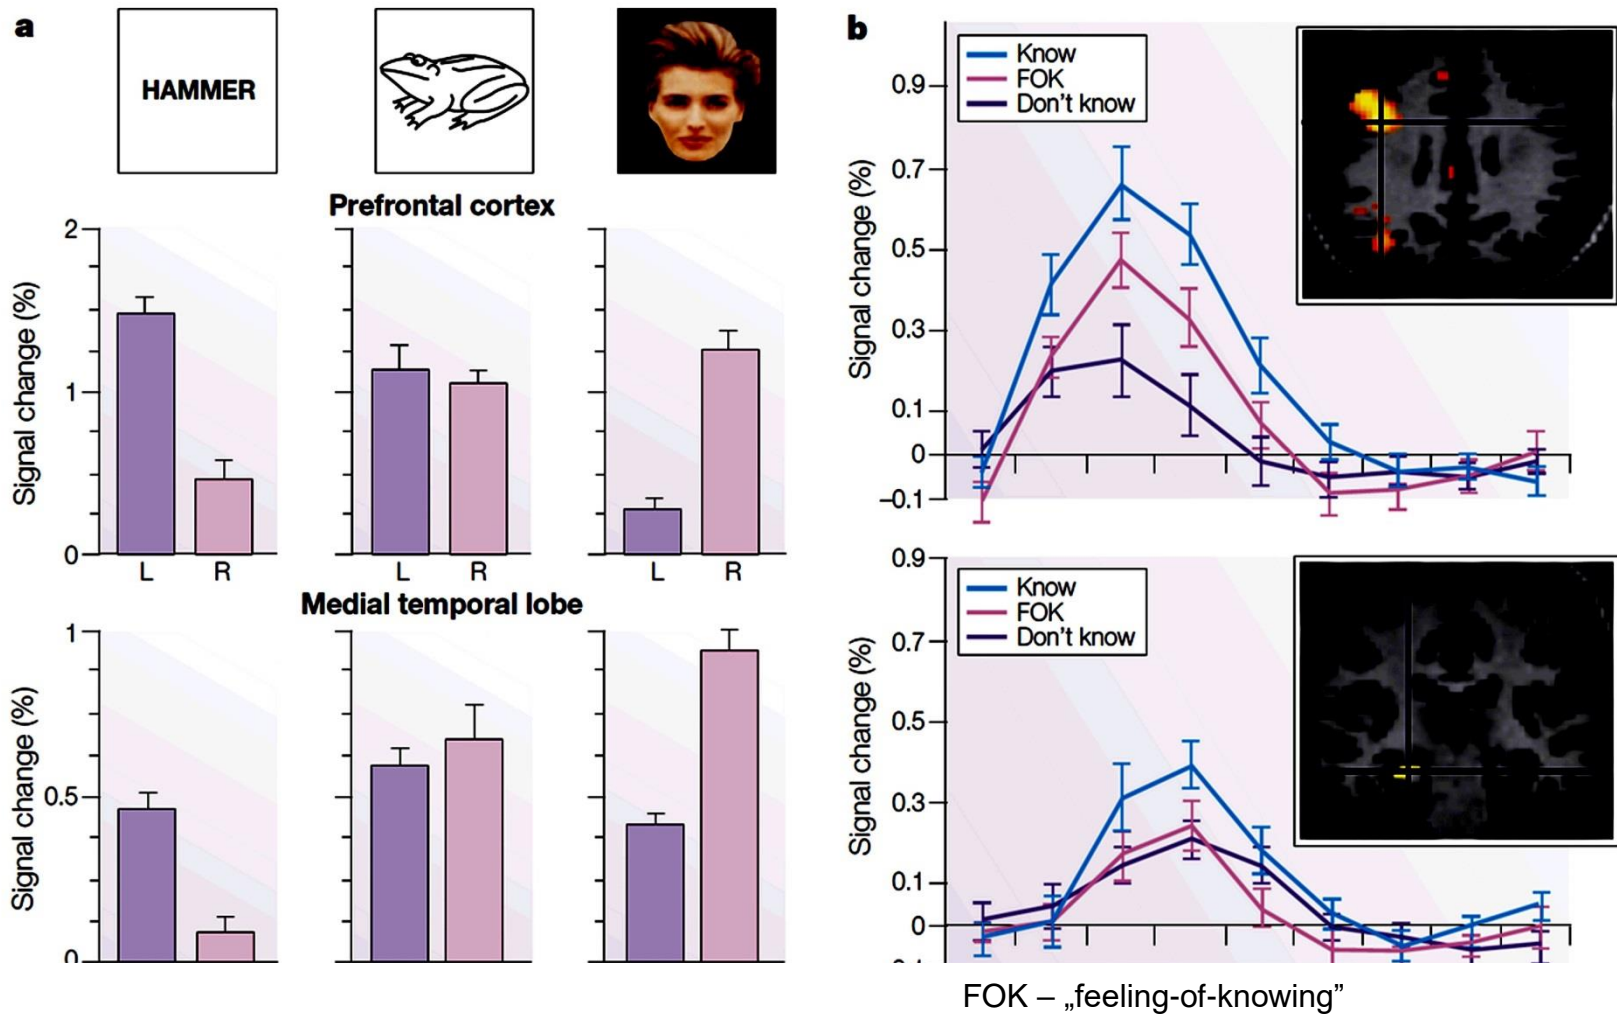 a
HAMMER
Prefrontal cortex
Signal change (%)
2
1
0
L R
L R
L R
Medial temporal lobe
Signal change (%)
1
0.5
0
b
Know
FOK
Don't know
Signal change (%)
0.9
0.7
0.5
0.3
0.1
0
–0.1
Know
FOK
Don't know
Signal change (%)
0.9
0.7
0.5
0.3
0.1
0
FOK – „feeling-of-knowing”